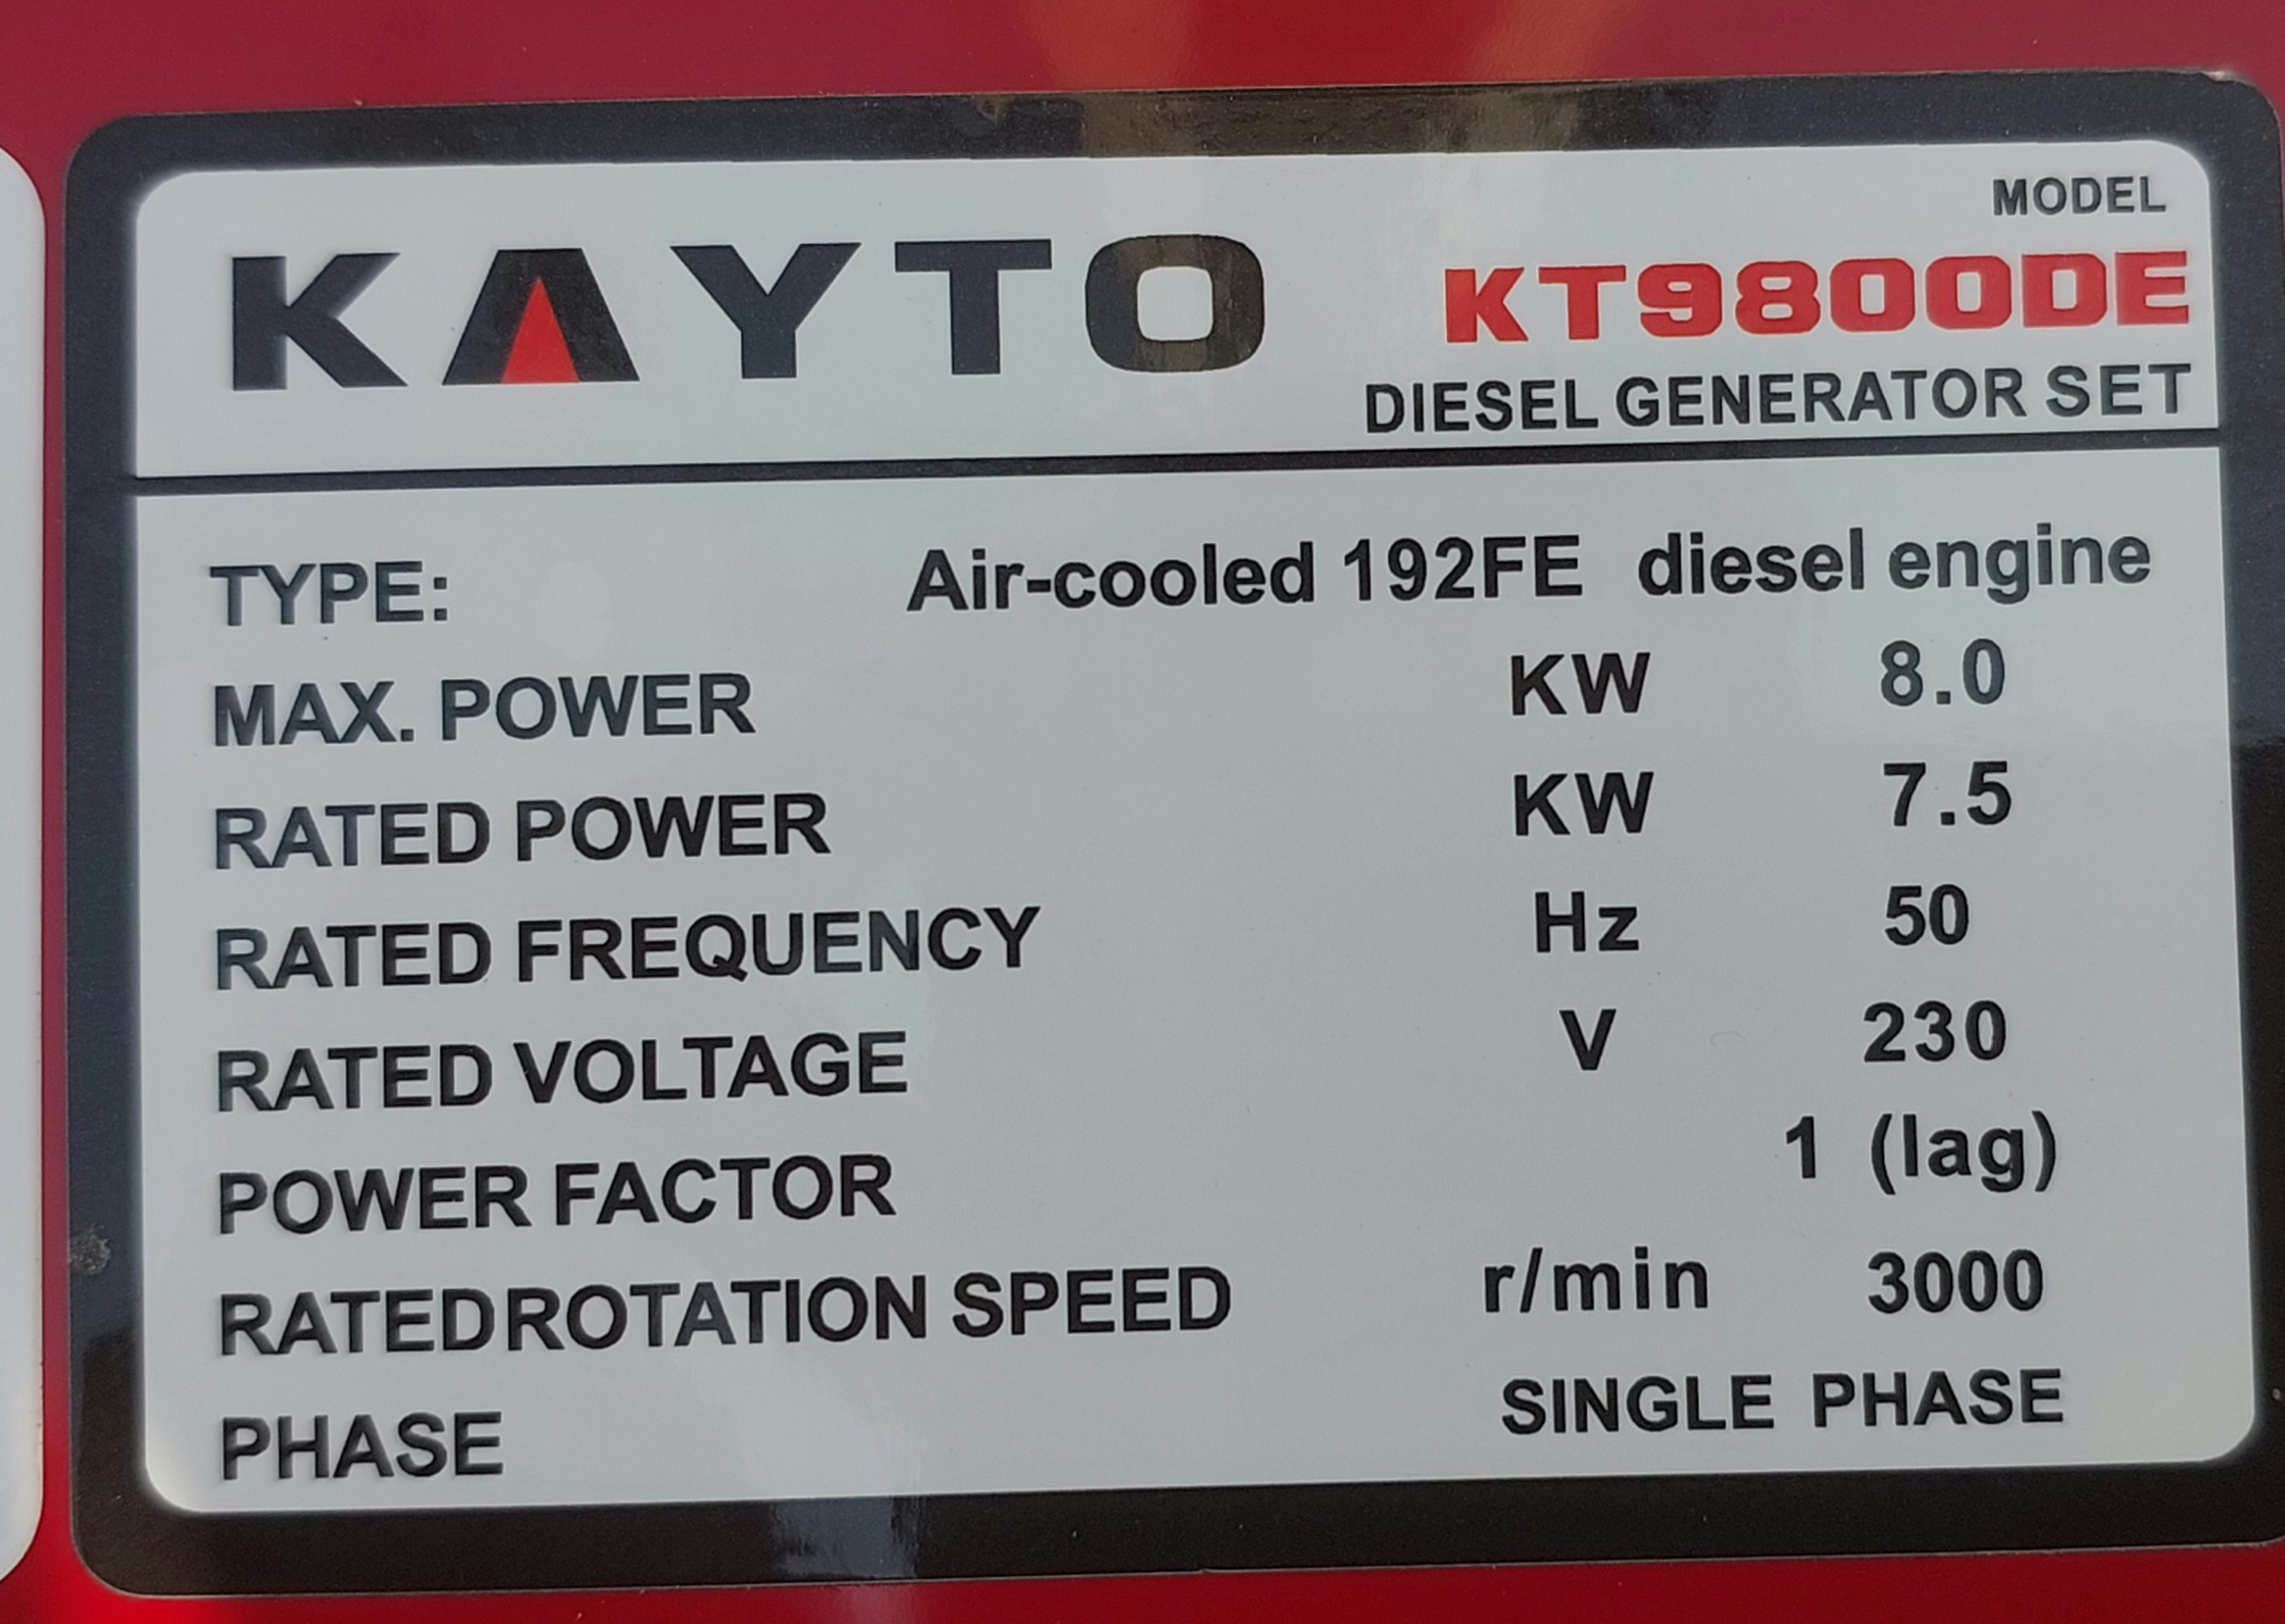 MODEL
KAYTO KT9800DE
DIESEL GENERATOR SET
TYPE: Air-cooled 192FE diesel engine
MAX. POWER KW 8.0
RATED POWER KW 7.5
RATED FREQUENCY Hz 50
RATED VOLTAGE V 230
POWER FACTOR 1 (lag)
RATED ROTATION SPEED r/min 3000
PHASE SINGLE PHASE